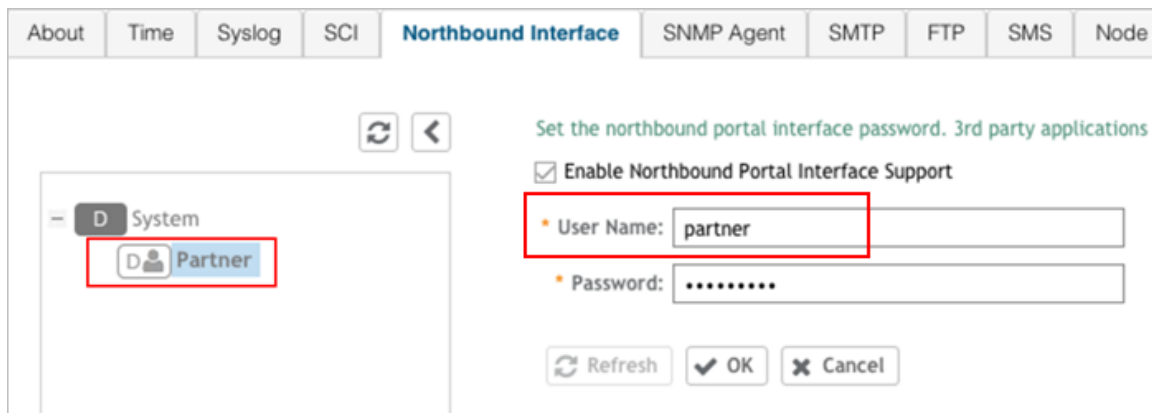 About Time Syslog SCI Northbound Interface SNMP Agent SMTP FTP SMS Node
Set the northbound portal interface password. 3rd party applications
Enable Northbound Portal Interface Support
D System
D Partner
* User Name: partner
* Password: •••••••••
Refresh OK Cancel